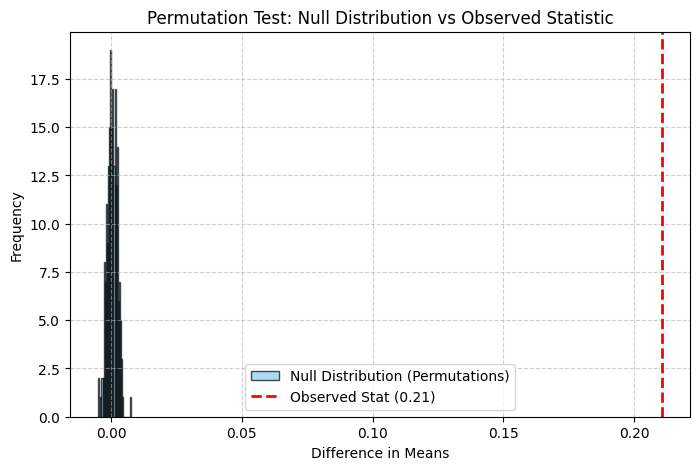 Permutation Test: Null Distribution vs Observed Statistic
Frequency
17.5
15.0
12.5
10.0
7.5
5.0
2.5
0.0
Null Distribution (Permutations)
Observed Stat (0.21)
0.00
0.05
0.10
0.15
0.20
Difference in Means